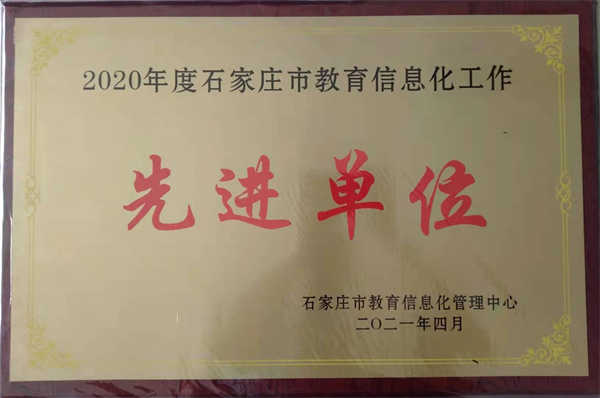 2020年度石家庄市教育信息化工作
先进单位
石家庄市教育信息化管理中心
二〇二一年四月